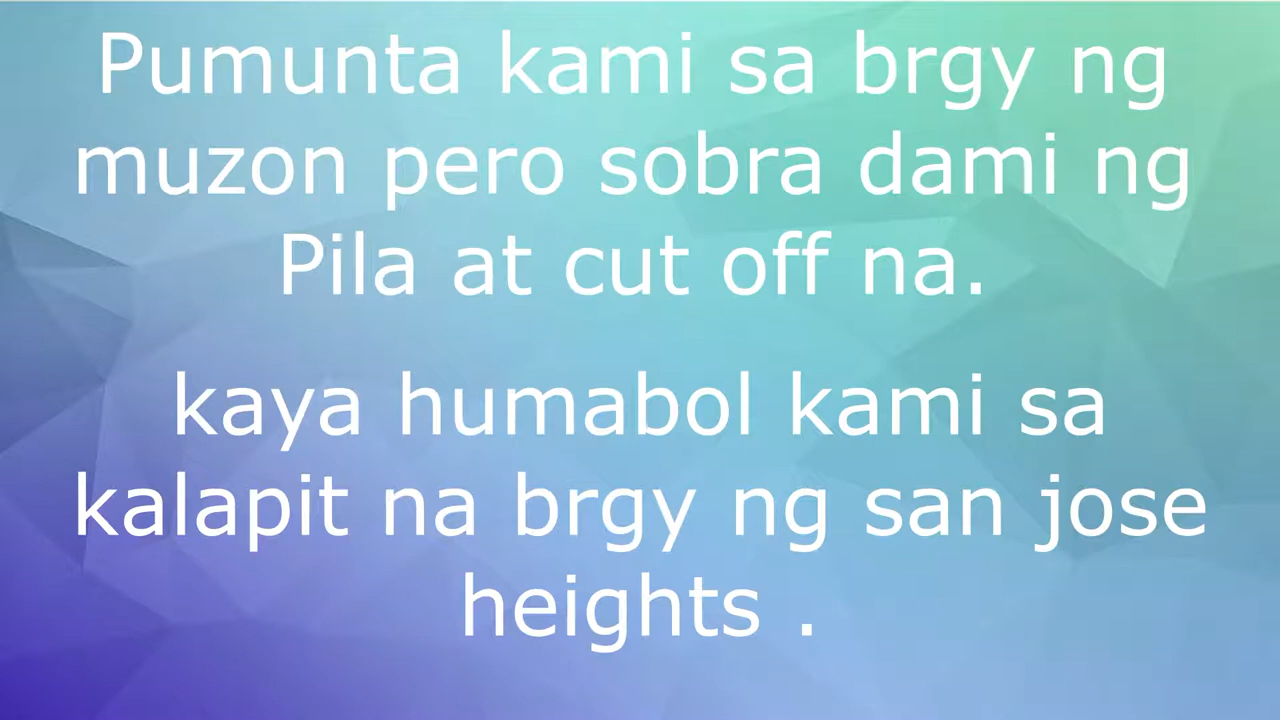 Pumunta kami sa brgy ng
muzon pero sobra dami ng
Pila at cut off na.
kaya humabol kami sa
kalapit na brgy ng san jose
heights .